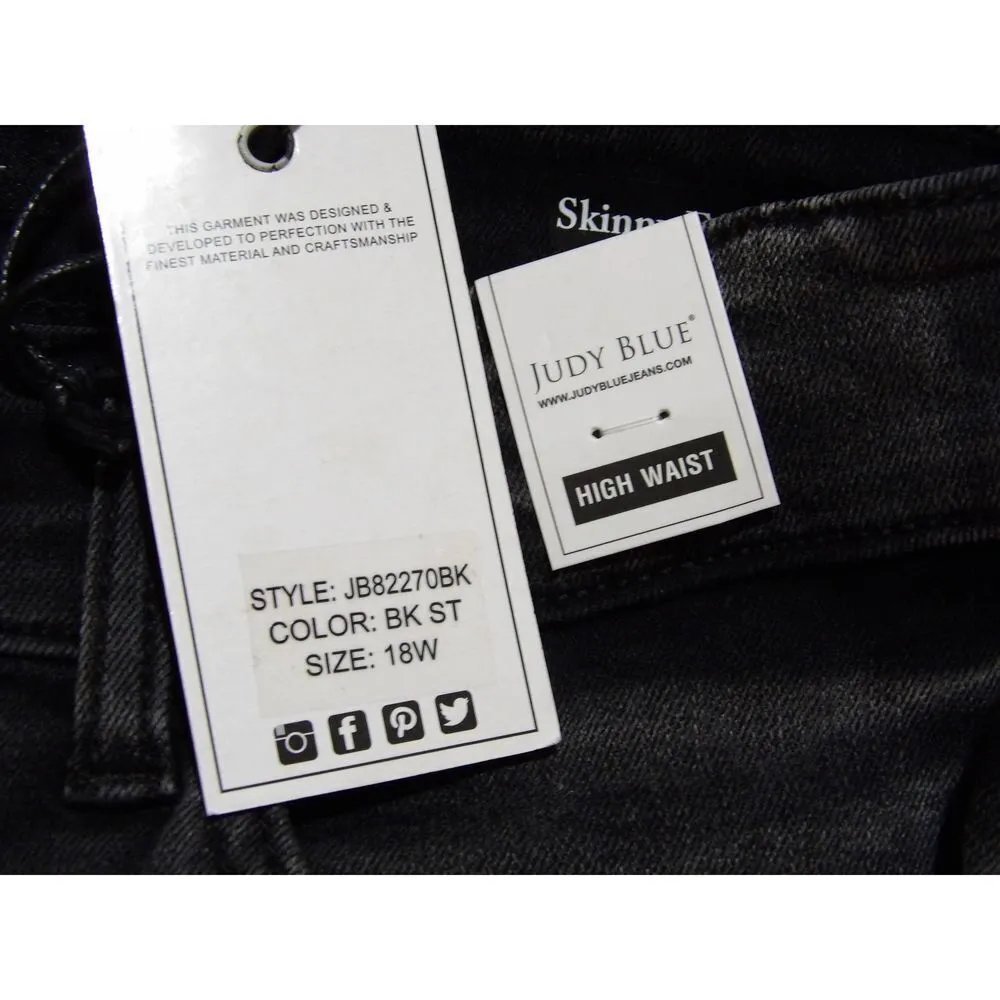 THIS GARMENT WAS DESIGNED &
DEVELOPED TO PERFECTION WITH THE
FINEST MATERIAL AND CRAFTSMANSHIP
STYLE: JB82270BK
COLOR: BK ST
SIZE: 18W
Skinny
JUDY BLUE®
WWW.JUDYBLUEJEANS.COM
HIGH WAIST